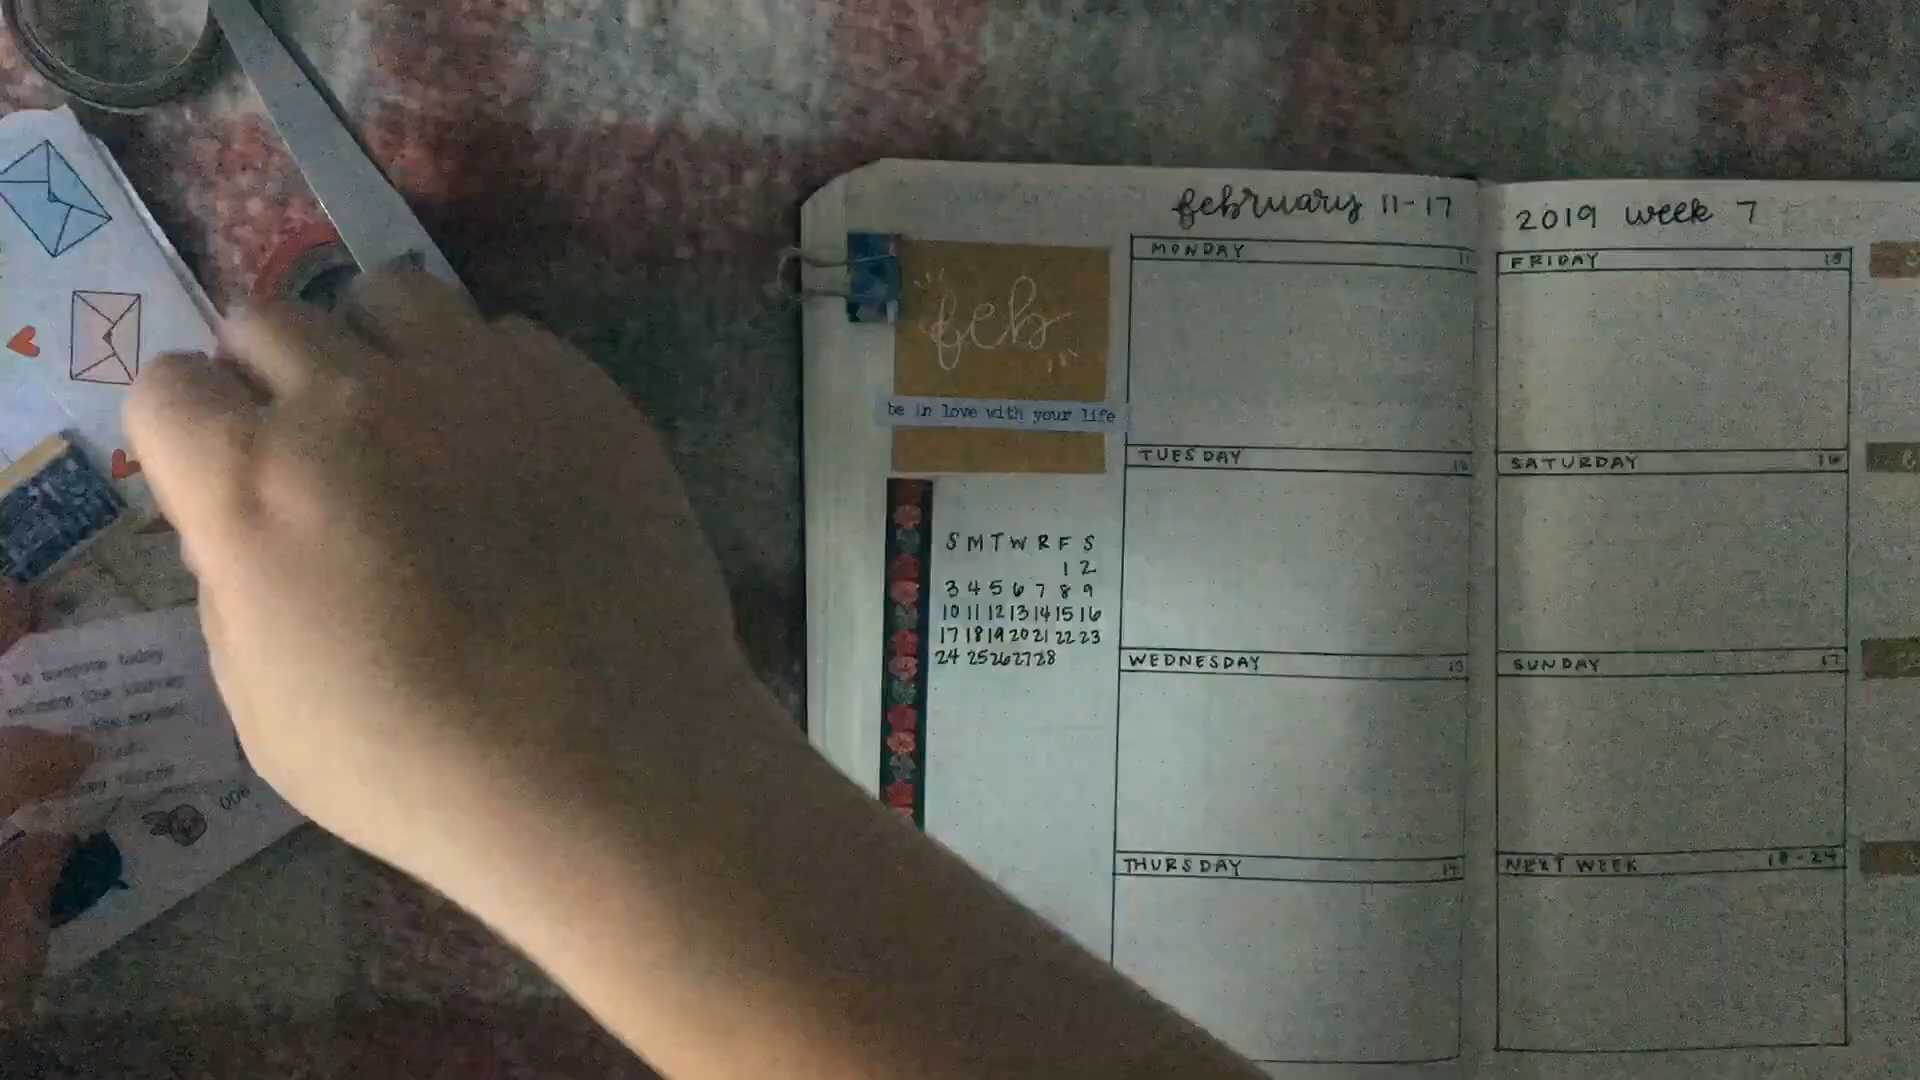 february 11-17
2019 week 7
feb
be in love with your life
S M T W R F S
1 2
3 4 5 6 7 8 9
10 11 12 13 14 15 16
17 18 19 20 21 22 23
24 25 26 27 28
MONDAY 11
TUESDAY 12
WEDNESDAY 13
THURSDAY 14
FRIDAY 15
SATURDAY 16
SUNDAY 17
NEXT WEEK 18-24
today